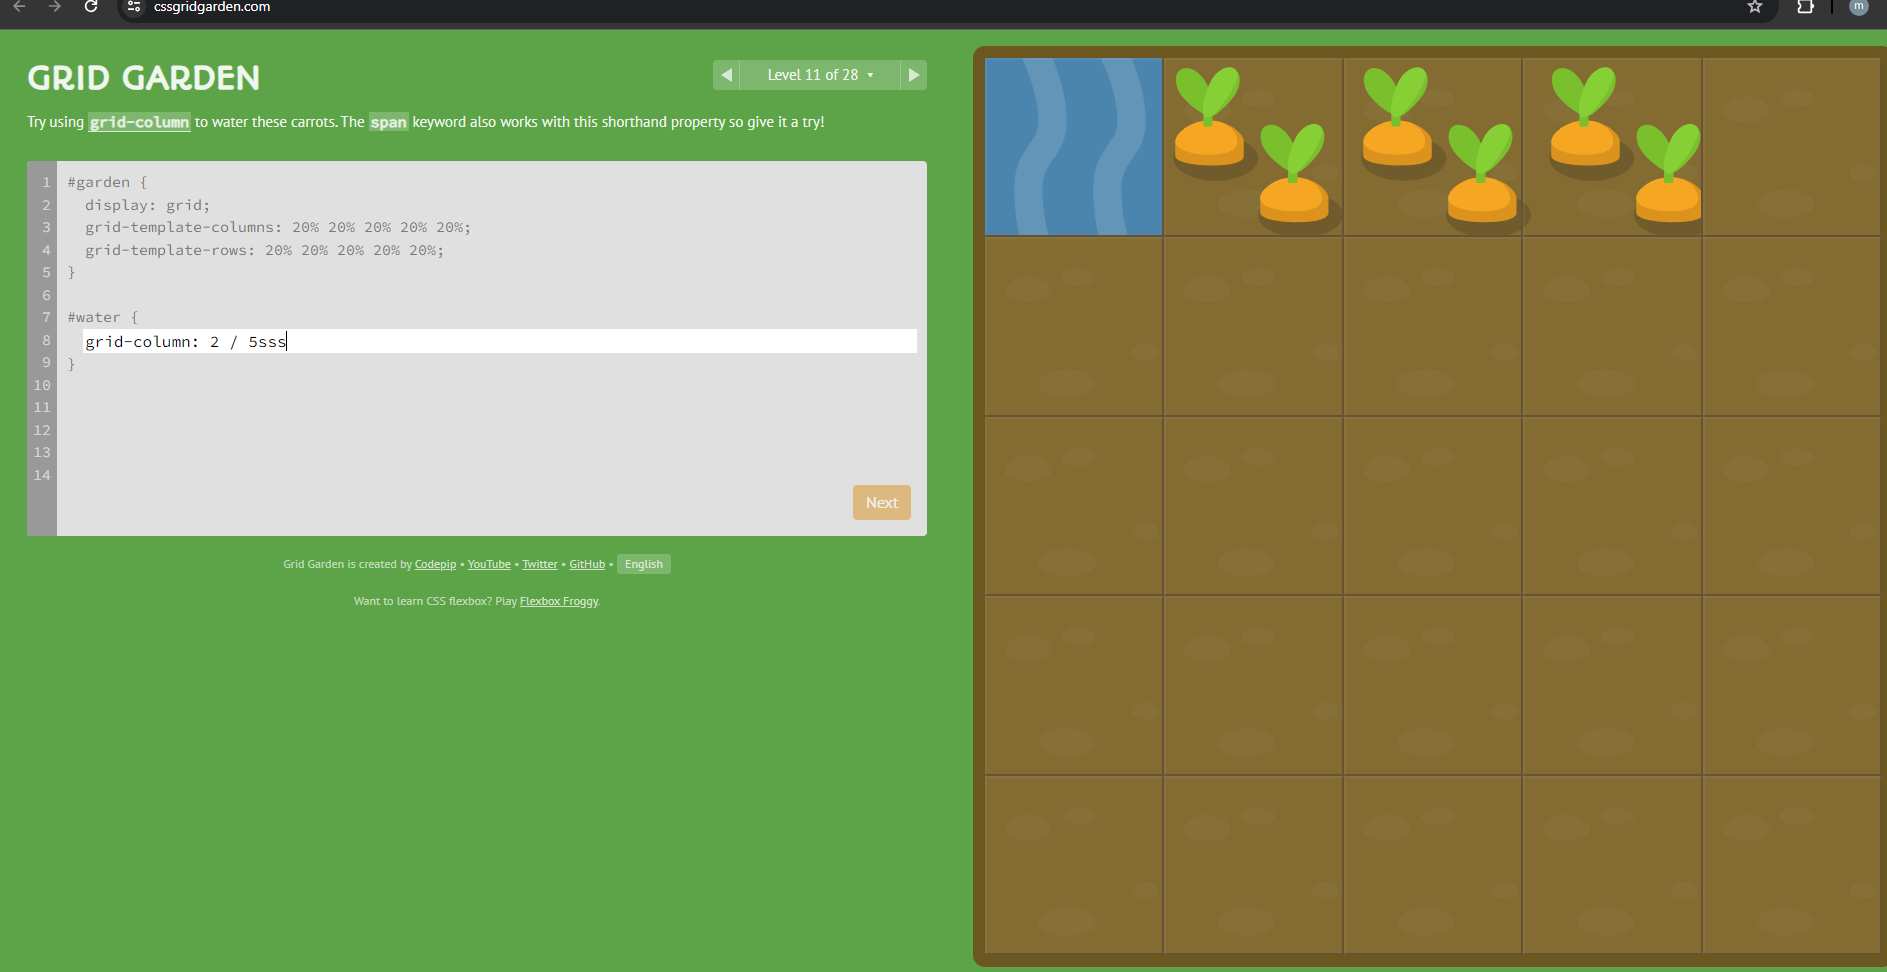 cssgridgarden.com
m
GRID GARDEN
Level 11 of 28
Try using grid-column to water these carrots. The span keyword also works with this shorthand property so give it a try!
1 #garden {
2 display: grid;
3 grid-template-columns: 20% 20% 20% 20% 20%;
4 grid-template-rows: 20% 20% 20% 20% 20%;
5 }
6
7 #water {
8 grid-column: 2 / 5sss
9 }
10
11
12
13
14
Next
Grid Garden is created by Codepip • YouTube • Twitter • GitHub • English
Want to learn CSS flexbox? Play Flexbox Froggy.